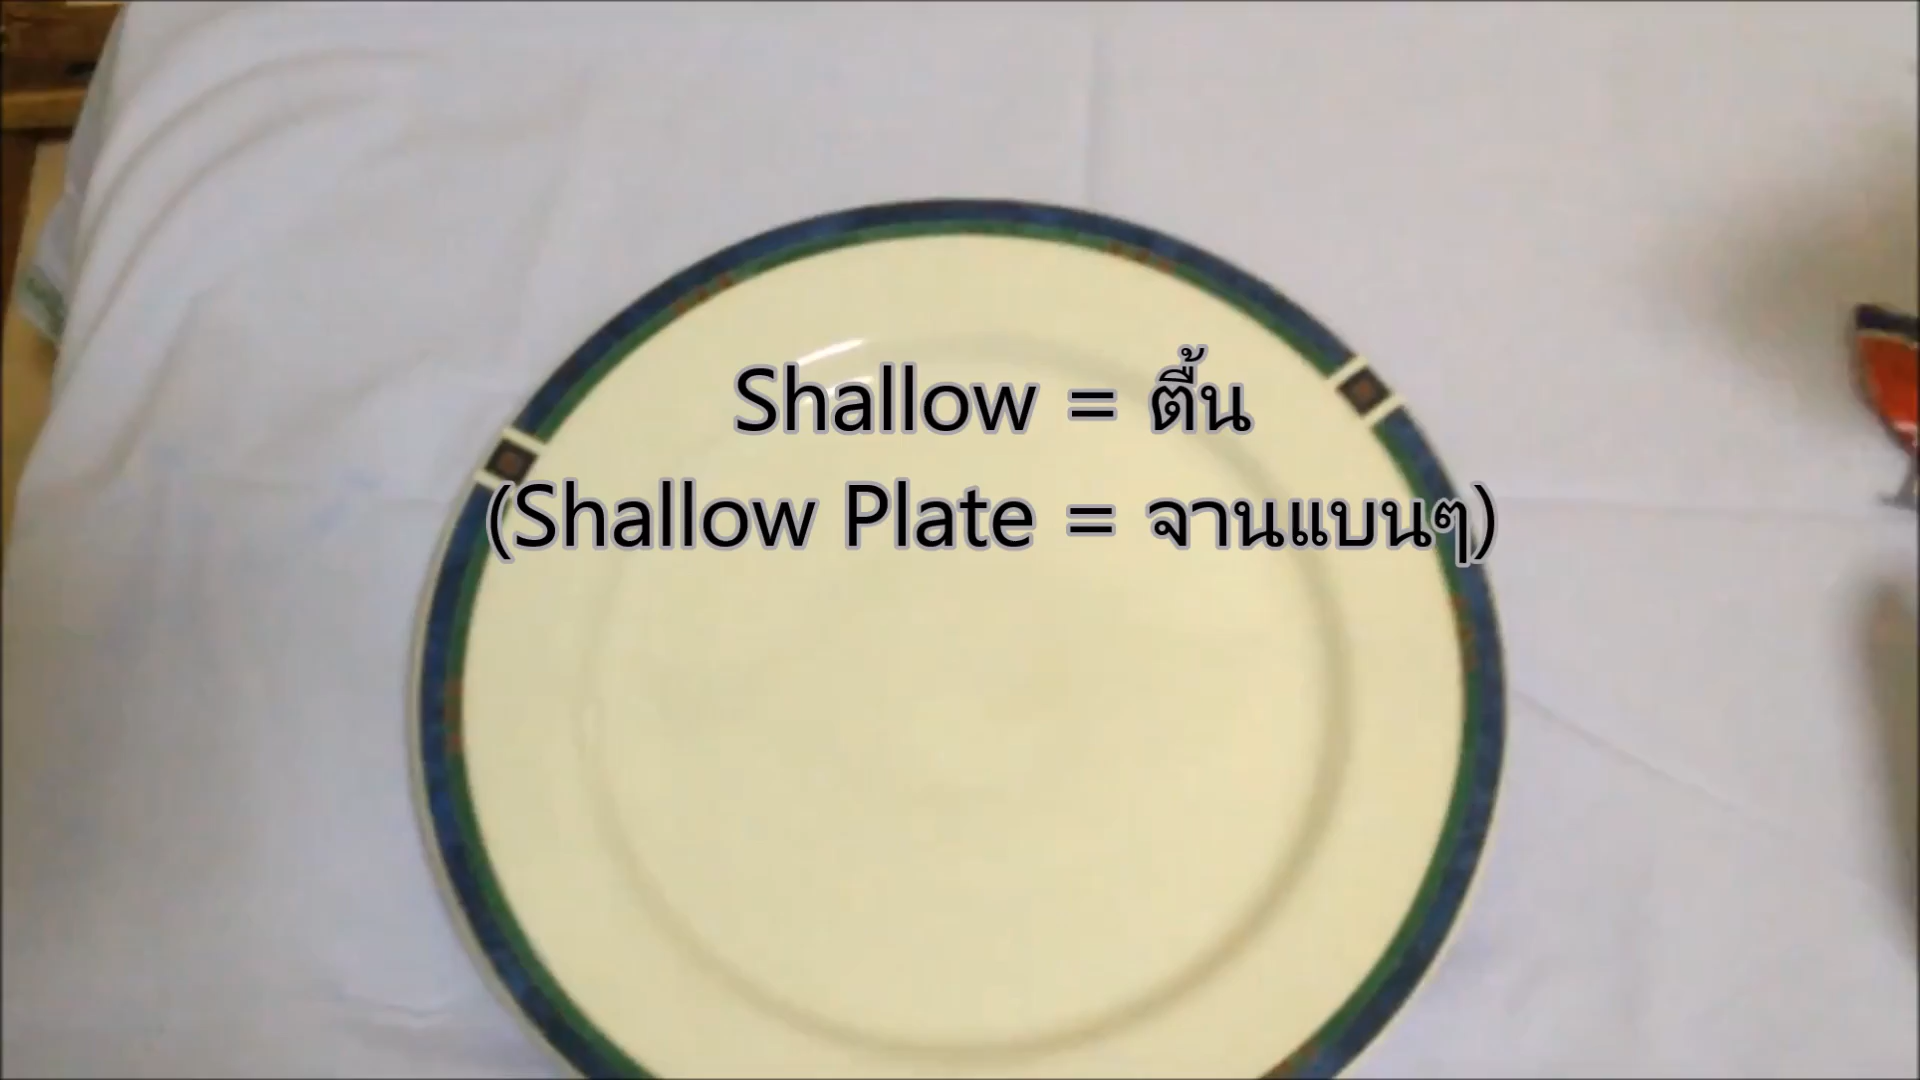 Shallow = ตื้น
(Shallow Plate = จานแบนๆ)